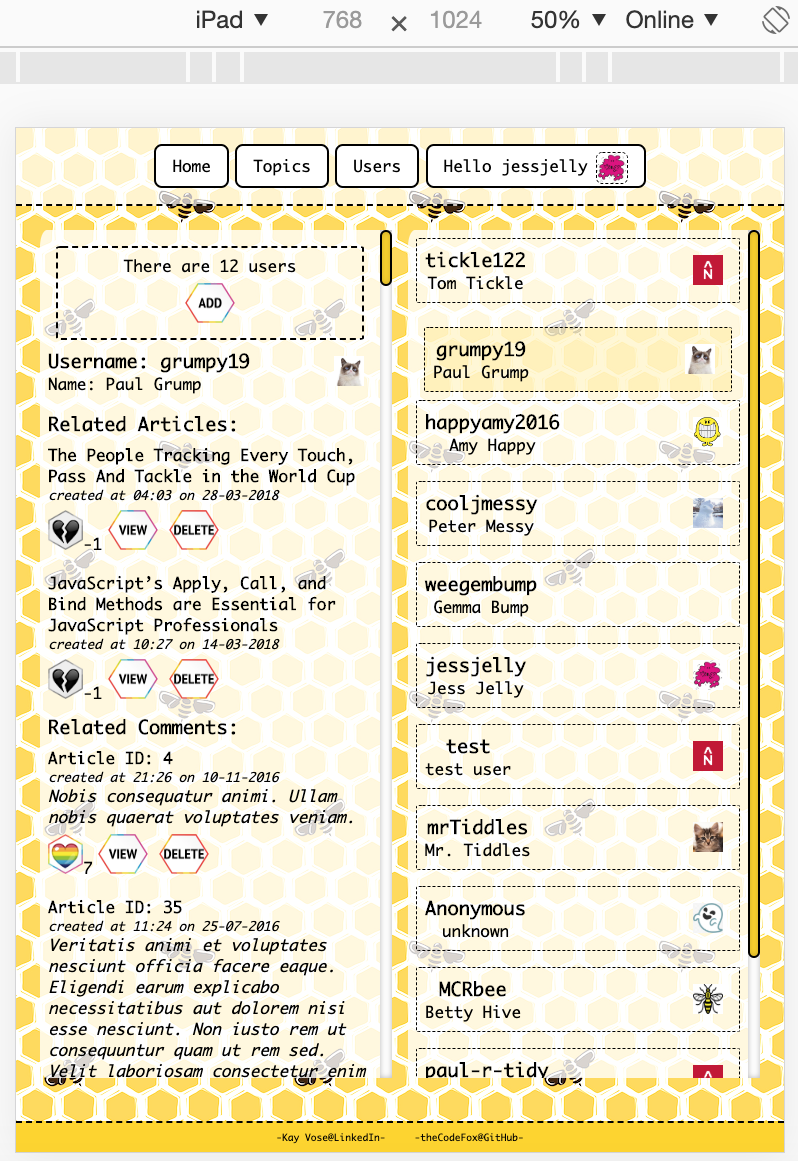 iPad ▼ 768 × 1024 50% ▼ Online ▼
Home Topics Users Hello jessjelly
There are 12 users
ADD
Username: grumpy19
Name: Paul Grump
Related Articles:
The People Tracking Every Touch,
Pass And Tackle in the World Cup
created at 04:03 on 28-03-2018
-1 VIEW DELETE
JavaScript’s Apply, Call, and
Bind Methods are Essential for
JavaScript Professionals
created at 10:27 on 14-03-2018
-1 VIEW DELETE
Related Comments:
Article ID: 4
created at 21:26 on 10-11-2016
Nobis consequatur animi. Ullam
nobis quaerat voluptates veniam.
7 VIEW DELETE
Article ID: 35
created at 11:24 on 25-07-2016
Veritatis animi et voluptates
nesciunt officia facere eaque.
Eligendi earum explicabo
necessitatibus aut dolorem nisi
esse nesciunt. Non iusto rem ut
consequuntur quam ut rem sed.
Velit laboriosam consectetur enim
tickle122
Tom Tickle
grumpy19
Paul Grump
happyamy2016
Amy Happy
cooljmessy
Peter Messy
weegembump
Gemma Bump
jessjelly
Jess Jelly
test
test user
mrTiddles
Mr. Tiddles
Anonymous
unknown
MCRbee
Betty Hive
paul-r-tidy
-Kay Vose@LinkedIn- -theCodeFox@GitHub-